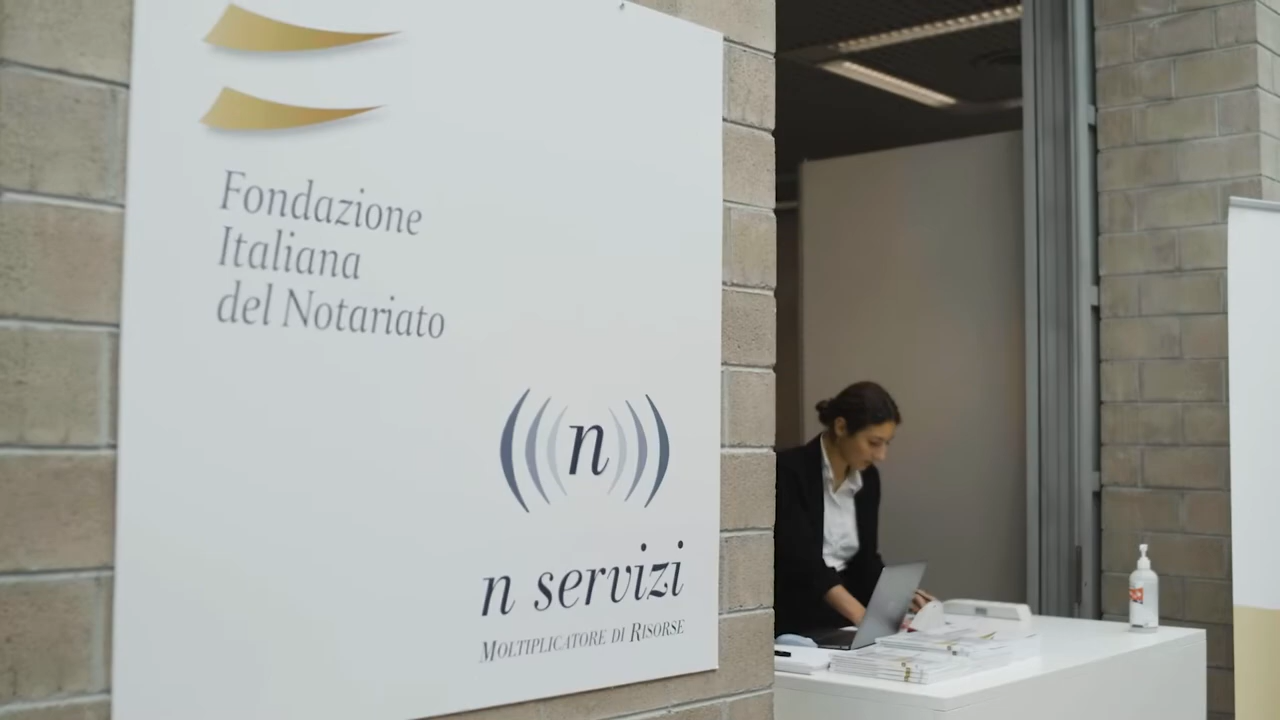 Fondazione
Italiana
del Notariato
n
n servizi
MOLTIPLICATORE DI RISORSE